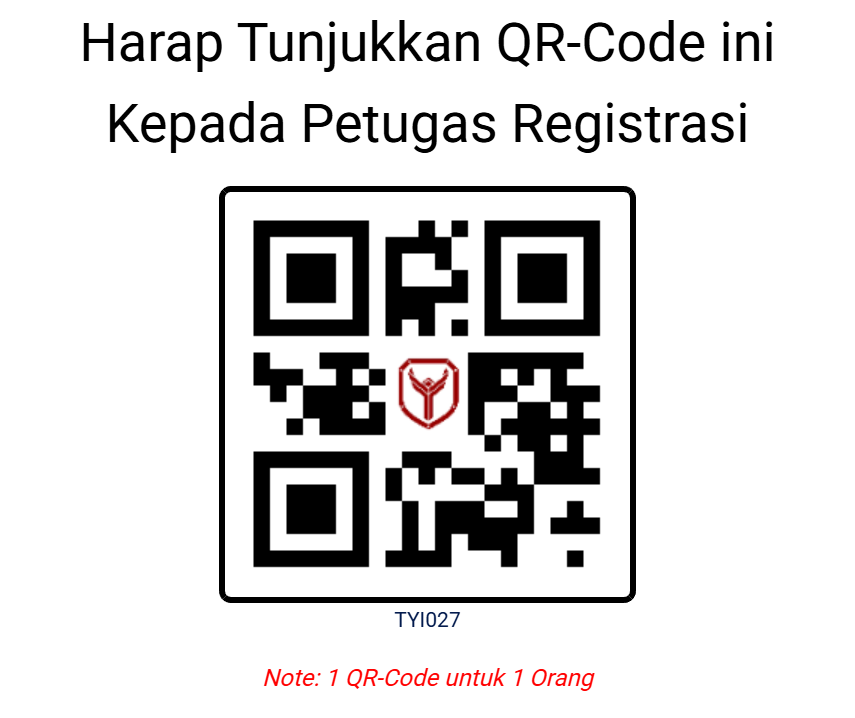 Harap Tunjukkan QR-Code ini
Kepada Petugas Registrasi
TYI027
Note: 1 QR-Code untuk 1 Orang